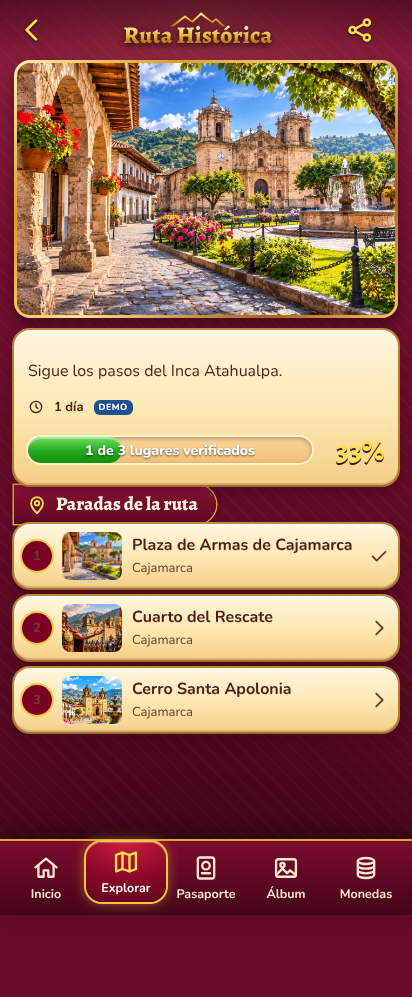 Ruta Histórica
Sigue los pasos del Inca Atahualpa.
1 día DEMO
1 de 3 lugares verificados 33%
Paradas de la ruta
1 Plaza de Armas de Cajamarca
Cajamarca
2 Cuarto del Rescate
Cajamarca
3 Cerro Santa Apolonia
Cajamarca
Inicio Explorar Pasaporte Álbum Monedas